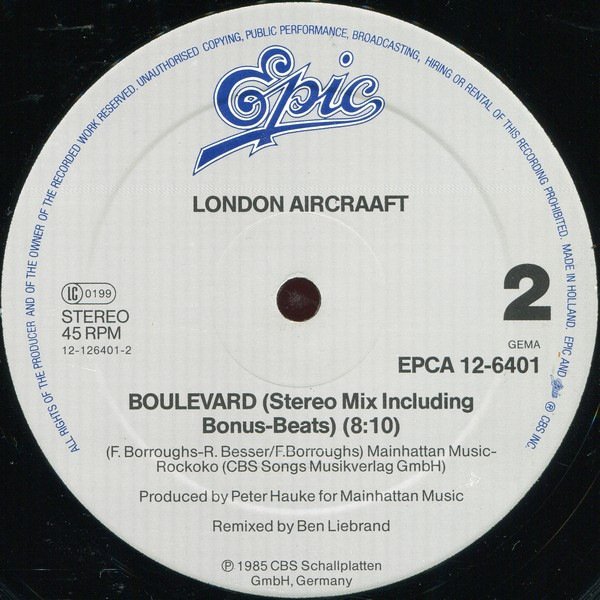 ALL RIGHTS OF THE PRODUCER AND OF THE OWNER OF THE RECORDED WORK RESERVED. UNAUTHORISED COPYING, PUBLIC PERFORMANCE, BROADCASTING, HIRING OR RENTAL OF THIS RECORDING PROHIBITED. MADE IN HOLLAND. EPIC AND Epic ® CBS INC.
Epic
LONDON AIRCRAAFT
LC 0199
STEREO
45 RPM
12-126401-2
2
GEMA
EPCA 12-6401
BOULEVARD (Stereo Mix Including
Bonus-Beats) (8:10)
(F. Borroughs-R. Besser/F.Borroughs) Mainhattan Music-
Rockoko (CBS Songs Musikverlag GmbH)
Produced by Peter Hauke for Mainhattan Music
Remixed by Ben Liebrand
℗ 1985 CBS Schallplatten
GmbH, Germany